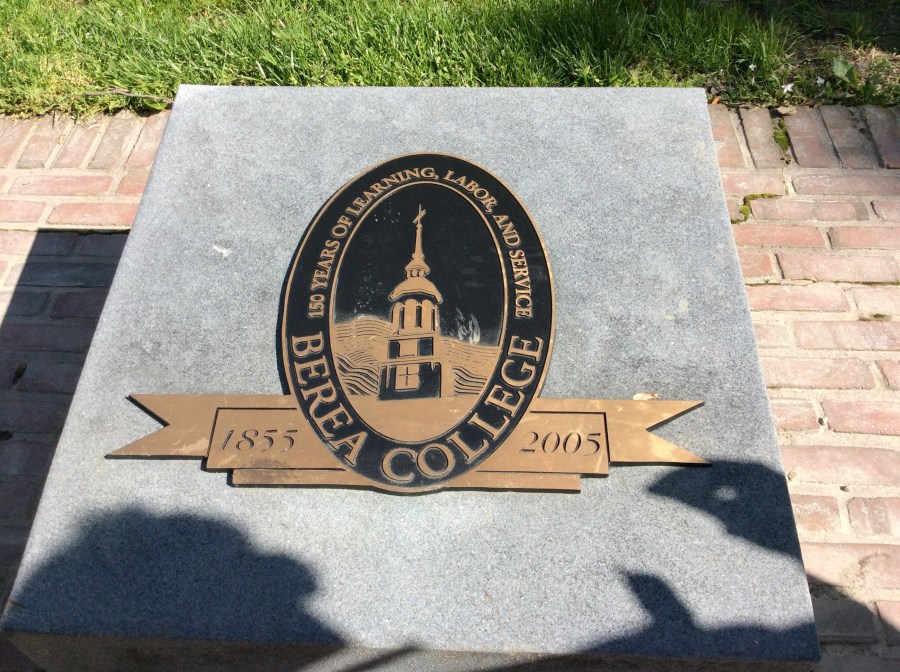 150 YEARS OF LEARNING, LABOR, AND SERVICE
BEREA COLLEGE
1855 2005